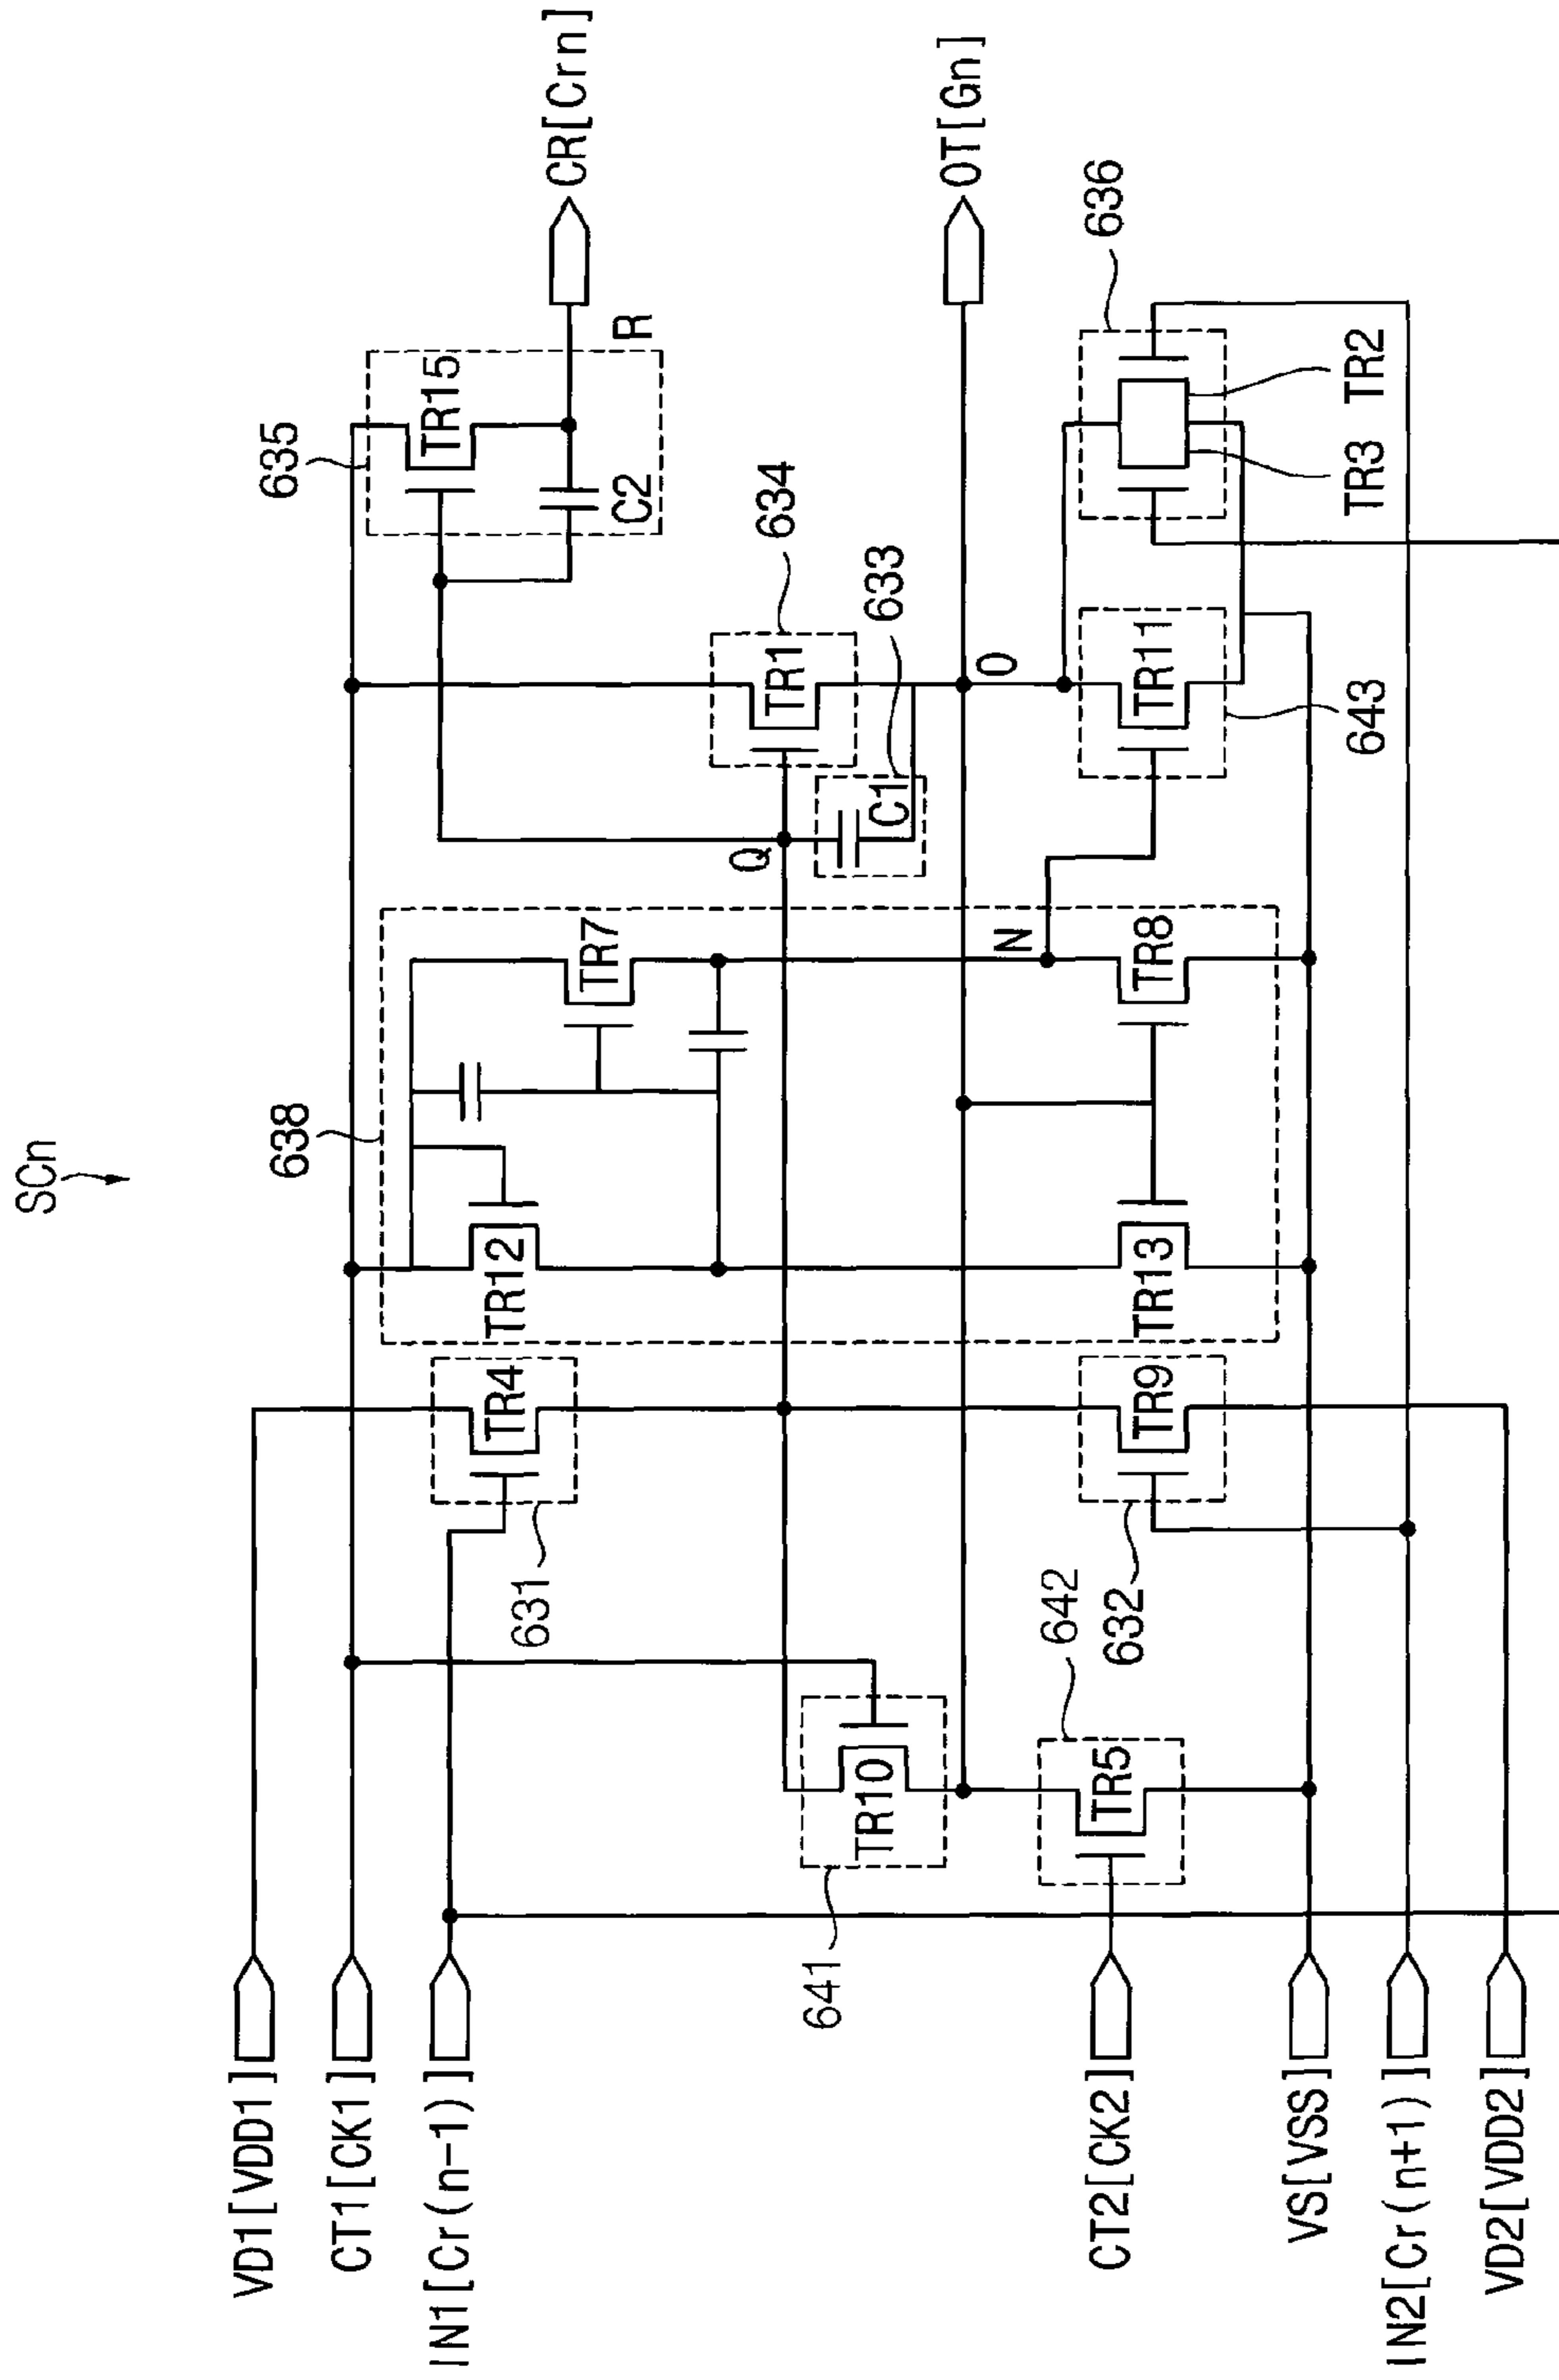 SCn
VD1[VDD1]
CT1[CK1]
IN1[Cr(n-1)]
CT2[CK2]
VS[VSS]
IN2[Cr(n+1)]
VD2[VDD2]
641
TR10
642
TR5
631
TR4
632
TR9
638
TR12
TR13
TR7
TR8
N
Q
C1
633
634
TR1
O
TR11
643
635
TR15
C2
R
636
TR3
TR2
CR[Crn]
OT[Gn]